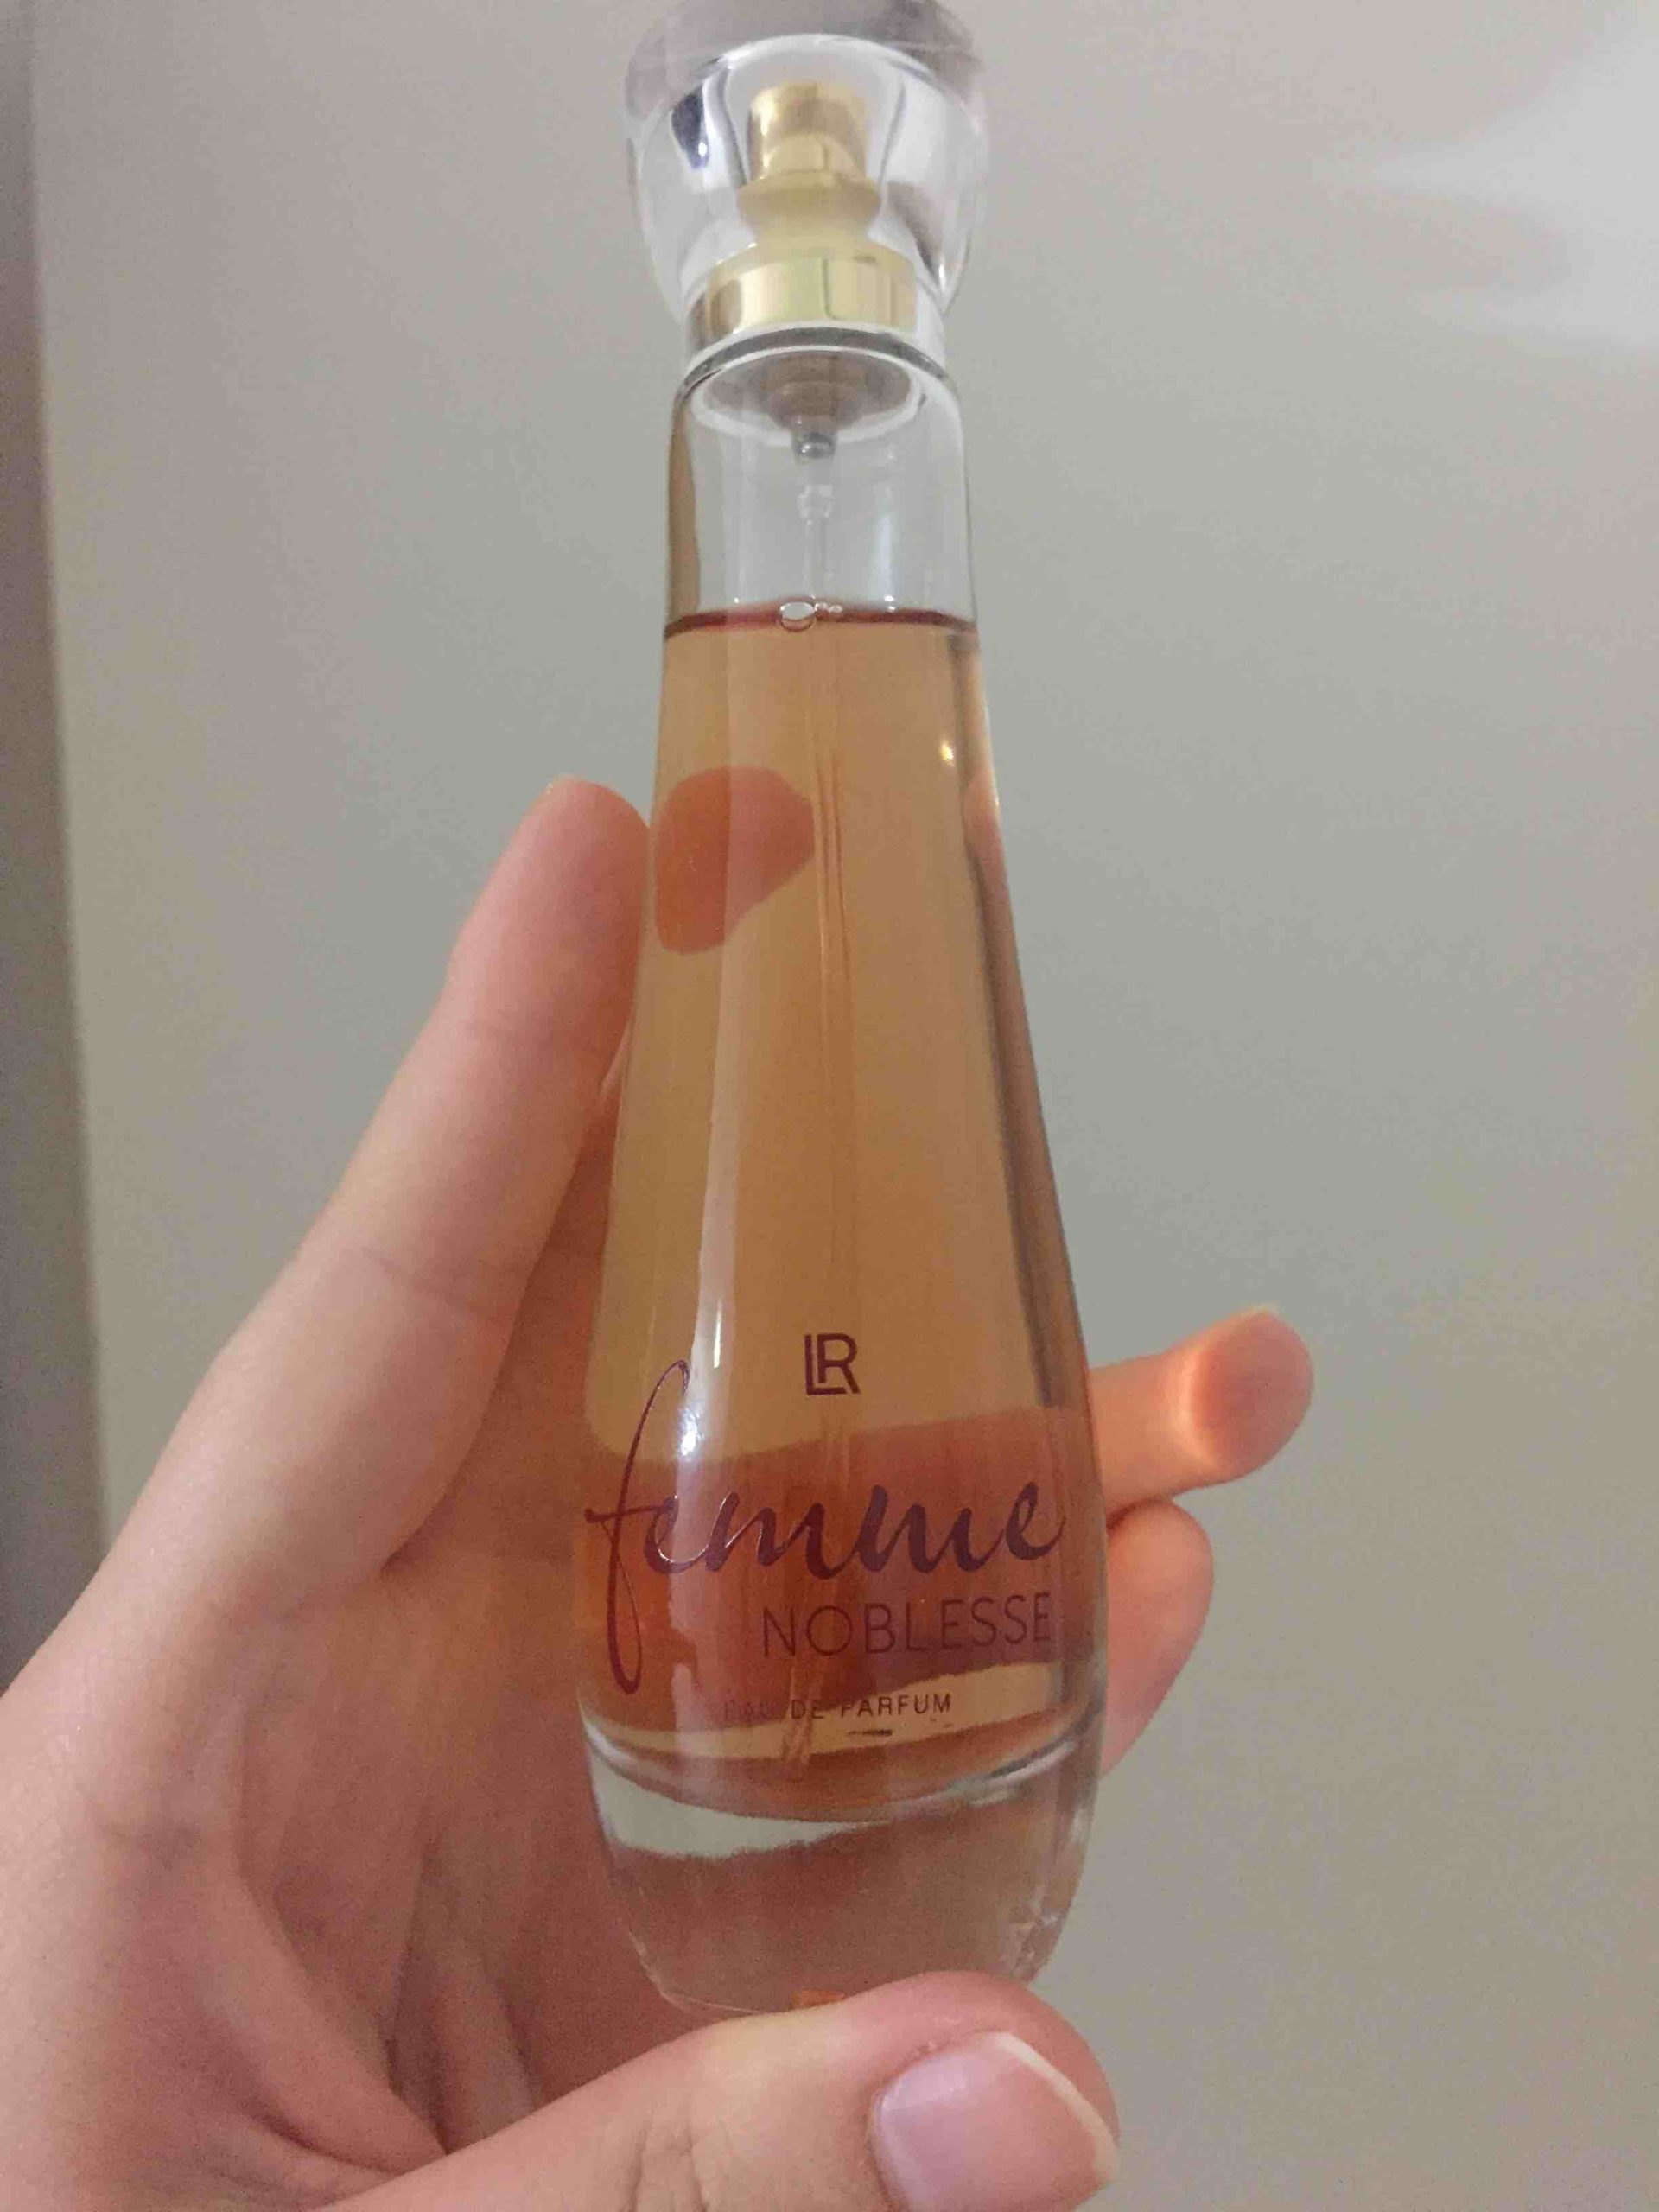 LR
femme
NOBLESSE
EAU DE PARFUM